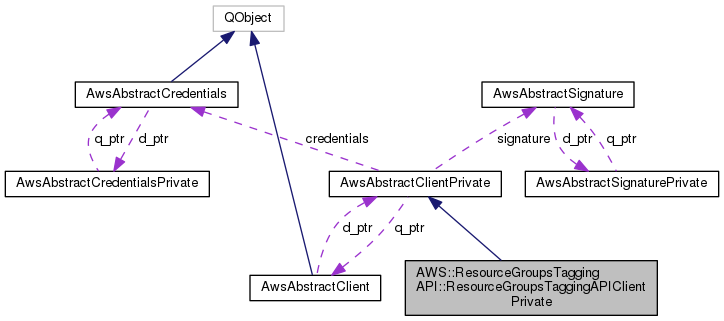 QObject
AwsAbstractCredentials
AwsAbstractSignature
q_ptr
d_ptr
credentials
signature
d_ptr
q_ptr
AwsAbstractCredentialsPrivate
AwsAbstractClientPrivate
AwsAbstractSignaturePrivate
d_ptr
q_ptr
AwsAbstractClient
AWS::ResourceGroupsTagging
API::ResourceGroupsTaggingAPIClient
Private